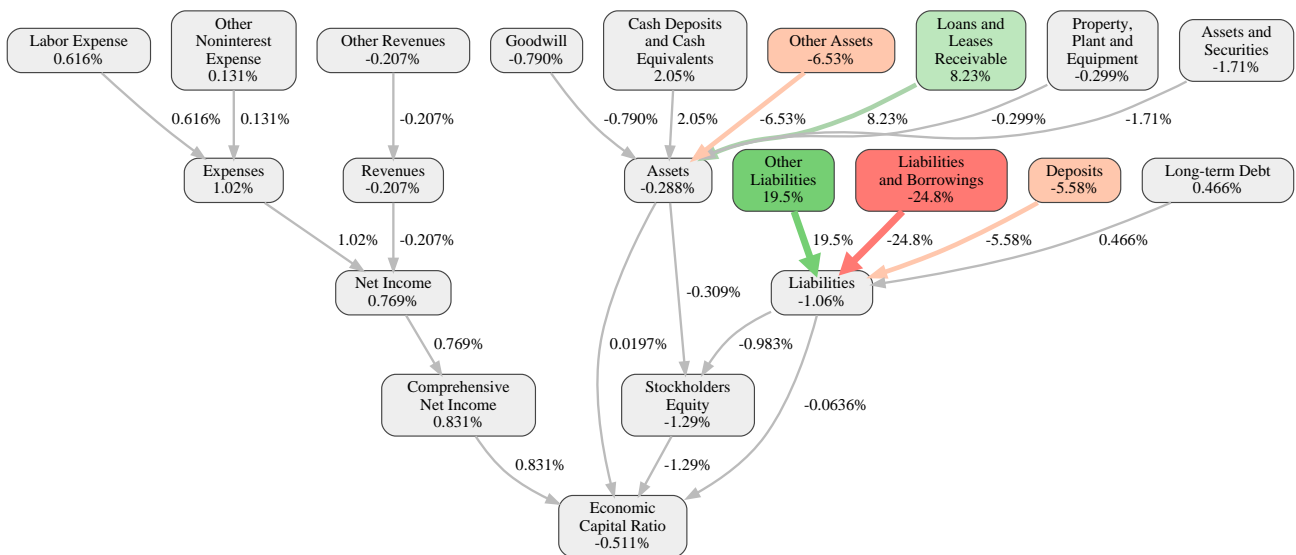 Labor Expense
0.616%
Other
Noninterest
Expense
0.131%
Other Revenues
-0.207%
Goodwill
-0.790%
Cash Deposits
and Cash
Equivalents
2.05%
Other Assets
-6.53%
Loans and
Leases
Receivable
8.23%
Property,
Plant and
Equipment
-0.299%
Assets and
Securities
-1.71%
0.616%
0.131%
-0.207%
-0.790%
2.05%
-6.53%
8.23%
-0.299%
-1.71%
Expenses
1.02%
Revenues
-0.207%
Assets
-0.288%
Other
Liabilities
19.5%
Liabilities
and Borrowings
-24.8%
Deposits
-5.58%
Long-term Debt
0.466%
1.02%
-0.207%
19.5%
-24.8%
-5.58%
0.466%
Net Income
0.769%
-0.309%
Liabilities
-1.06%
0.769%
0.0197%
-0.983%
Comprehensive
Net Income
0.831%
Stockholders
Equity
-1.29%
-0.0636%
0.831%
-1.29%
Economic
Capital Ratio
-0.511%